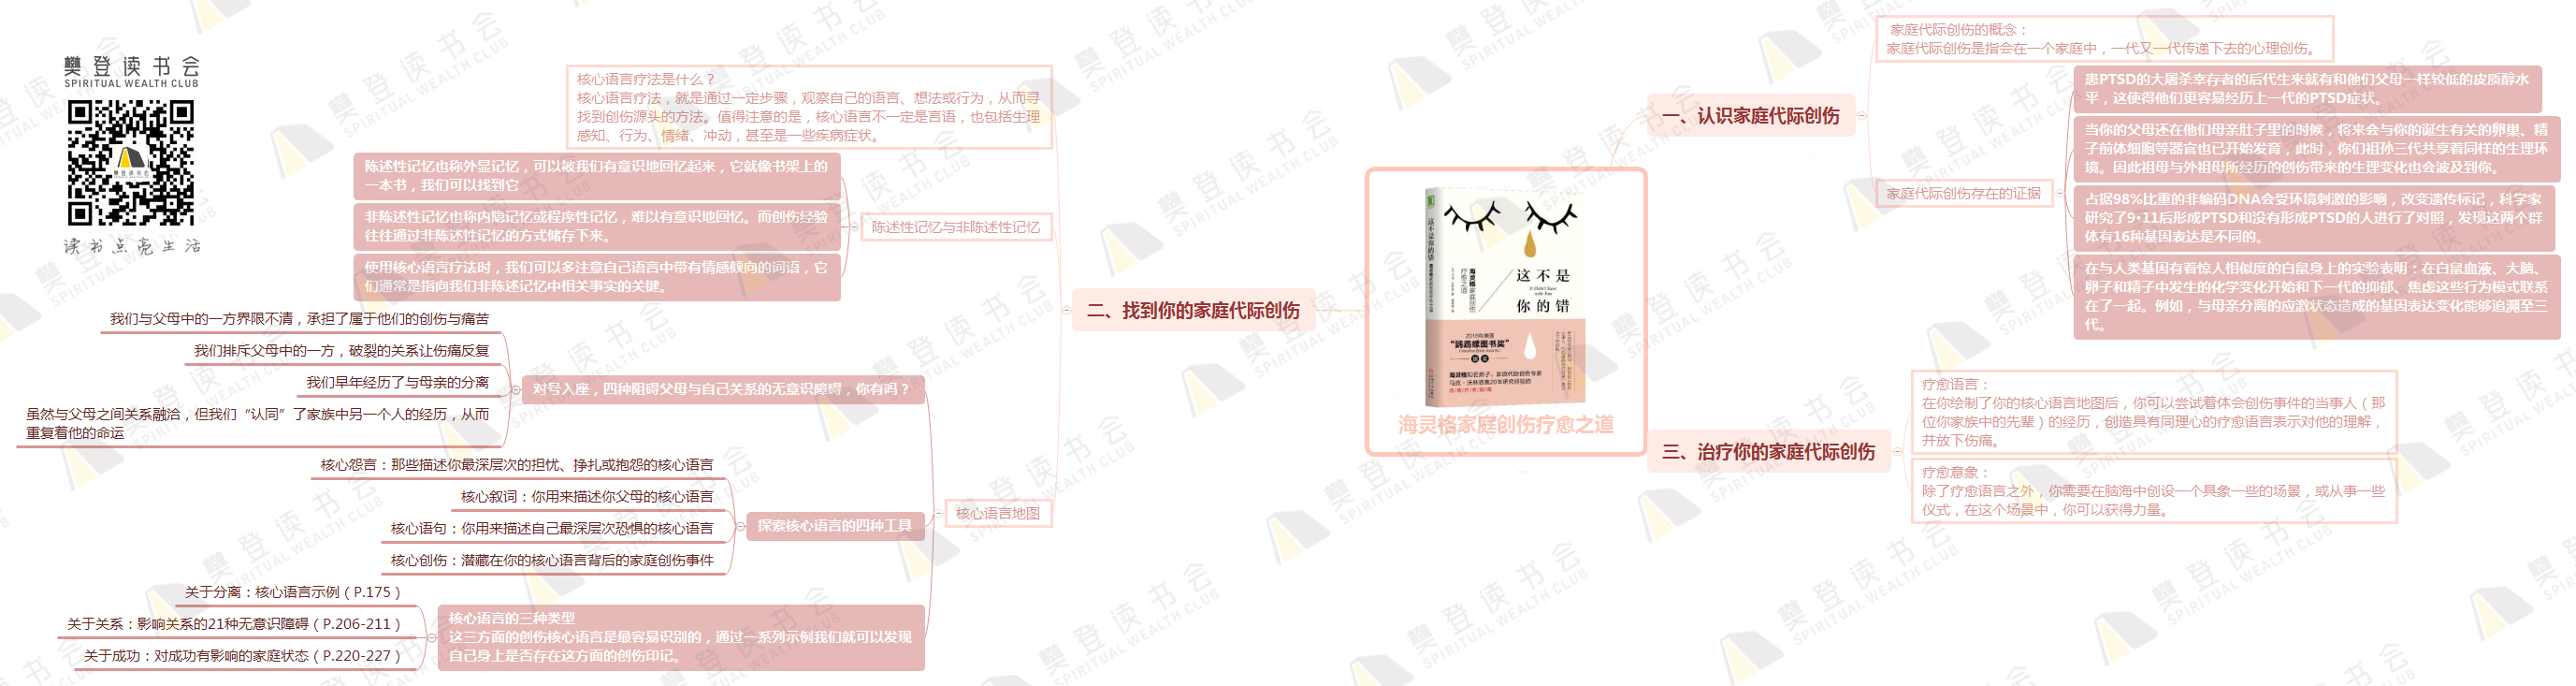 樊登读书会
SPIRITUAL WEALTH CLUB
读书点亮生活
这不是你的错
海灵格家庭创伤
疗愈之道
这不是
你的错
It Didn't Start
with You
2016年美国
“鹦鹉螺图书奖”
海灵格家庭创伤疗愈之道
一、认识家庭代际创伤
家庭代际创伤的概念：
家庭代际创伤是指会在一个家庭中，一代又一代传递下去的心理创伤。
家庭代际创伤存在的证据
患PTSD的大屠杀幸存者的后代生来就有和他们父母一样较低的皮质醇水
平，这使得他们更容易经历上一代的PTSD症状。
当你的父母还在他们母亲肚子里的时候，将来会与你的诞生有关的卵巢、精
子前体细胞等器官也已开始发育，此时，你们祖孙三代共享着同样的生理环
境。因此祖母与外祖母所经历的创伤带来的生理变化也会波及到你。
占据98%比重的非编码DNA会受环境刺激的影响，改变遗传标记，科学家
研究了9·11后形成PTSD和没有形成PTSD的人进行了对照，发现这两个群
体有16种基因表达是不同的。
在与人类基因有着惊人相似度的白鼠身上的实验表明：在白鼠血液、大脑、
卵子和精子中发生的化学变化开始和下一代的抑郁、焦虑这些行为模式联系
在了一起。例如，与母亲分离的应激状态造成的基因表达变化能够追溯至三
代。
二、找到你的家庭代际创伤
核心语言疗法是什么？
核心语言疗法，就是通过一定步骤，观察自己的语言、想法或行为，从而寻
找到创伤源头的方法。值得注意的是，核心语言不一定是言语，也包括生理
感知、行为、情绪、冲动，甚至是一些疾病症状。
陈述性记忆与非陈述性记忆
陈述性记忆也称外显记忆，可以被我们有意识地回忆起来，它就像书架上的
一本书，我们可以找到它
非陈述性记忆也称内隐记忆或程序性记忆，难以有意识地回忆。而创伤经验
往往通过非陈述性记忆的方式储存下来。
使用核心语言疗法时，我们可以多注意自己语言中带有情感倾向的词语，它
们通常是指向我们非陈述记忆中相关事实的关键。
核心语言地图
对号入座，四种阻碍父母与自己关系的无意识障碍，你有吗？
我们与父母中的一方界限不清，承担了属于他们的创伤与痛苦
我们排斥父母中的一方，破裂的关系让伤痛反复
我们早年经历了与母亲的分离
虽然与父母之间关系融洽，但我们“认同”了家族中另一个人的经历，从而
重复着他的命运
探索核心语言的四种工具
核心怨言：那些描述你最深层次的担忧、挣扎或抱怨的核心语言
核心叙词：你用来描述你父母的核心语言
核心语句：你用来描述自己最深层次恐惧的核心语言
核心创伤：潜藏在你的核心语言背后的家庭创伤事件
核心语言的三种类型
这三方面的创伤核心语言是最容易识别的，通过一系列示例我们就可以发现
自己身上是否存在这方面的创伤印记。
关于分离：核心语言示例（P.175）
关于关系：影响关系的21种无意识障碍（P.206-211）
关于成功：对成功有影响的家庭状态（P.220-227）
三、治疗你的家庭代际创伤
疗愈语言：
在你绘制了你的核心语言地图后，你可以尝试着体会创伤事件的当事人（那
位你家族中的先辈）的经历，创造具有同理心的疗愈语言表示对他的理解，
并放下伤痛。
疗愈意象：
除了疗愈语言之外，你需要在脑海中创设一个具象一些的场景，或从事一些
仪式，在这个场景中，你可以获得力量。